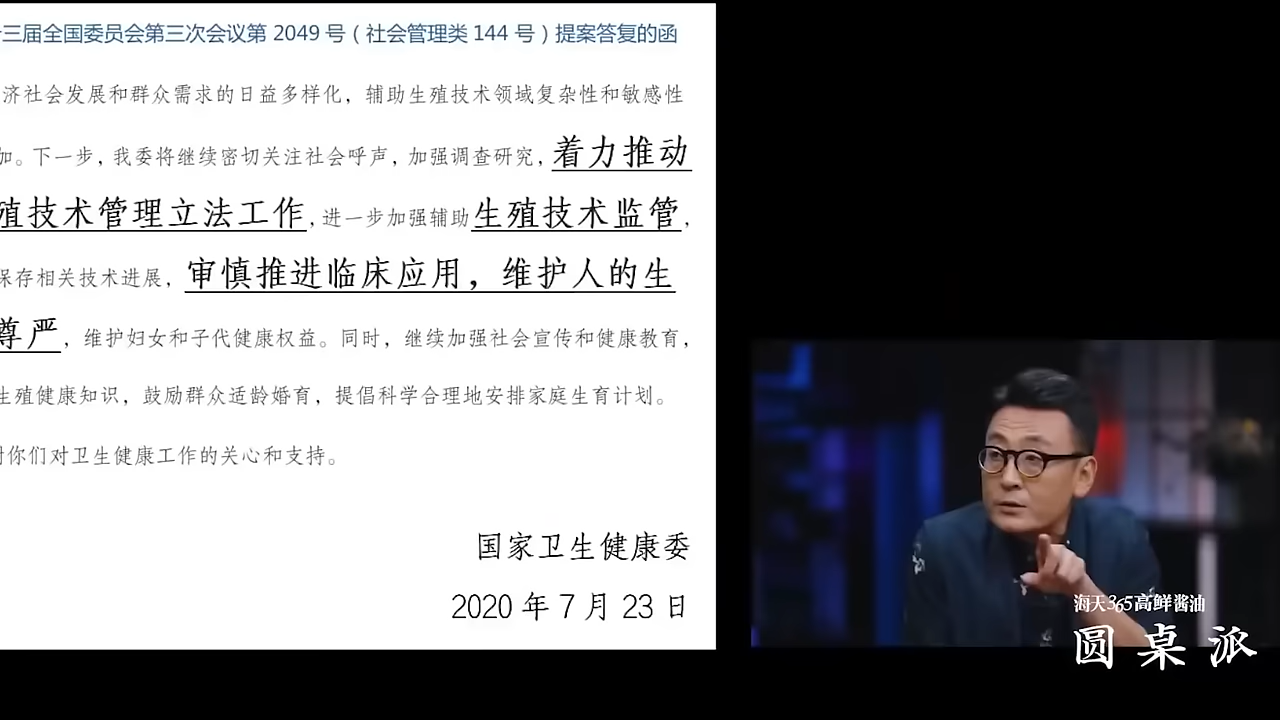 三届全国委员会第三次会议第 2049 号（社会管理类 144 号）提案答复的函
济社会发展和群众需求的日益多样化，辅助生殖技术领域复杂性和敏感性
加。下一步，我委将继续密切关注社会呼声，加强调查研究，着力推动
殖技术管理立法工作，进一步加强辅助生殖技术监管，
保存相关技术进展，审慎推进临床应用，维护人的生
尊严，维护妇女和子代健康权益。同时，继续加强社会宣传和健康教育，
生殖健康知识，鼓励群众适龄婚育，提倡科学合理地安排家庭生育计划。
谢你们对卫生健康工作的关心和支持。
国家卫生健康委
2020 年 7 月 23 日
海天365高鲜酱油
圆桌派